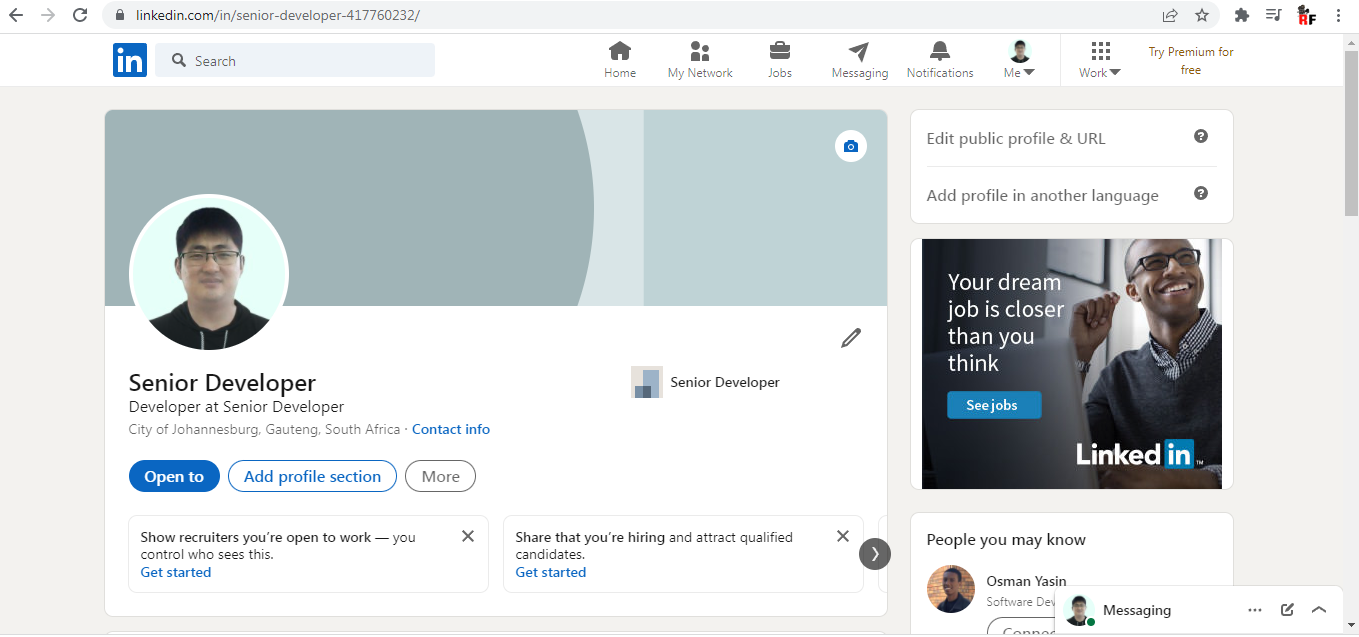 linkedin.com/in/senior-developer-417760232/
RF
in
Search
Home
My Network
Jobs
Messaging
Notifications
Me
Work
Try Premium for
free
Edit public profile & URL
Add profile in another language
Your dream
job is closer
than you
think
See jobs
Linked in ™
Senior Developer
Developer at Senior Developer
City of Johannesburg, Gauteng, South Africa · Contact info
Senior Developer
Open to
Add profile section
More
Show recruiters you’re open to work — you
control who sees this.
Get started
Share that you’re hiring and attract qualified
candidates.
Get started
People you may know
Osman Yasin
Software Dev
Messaging